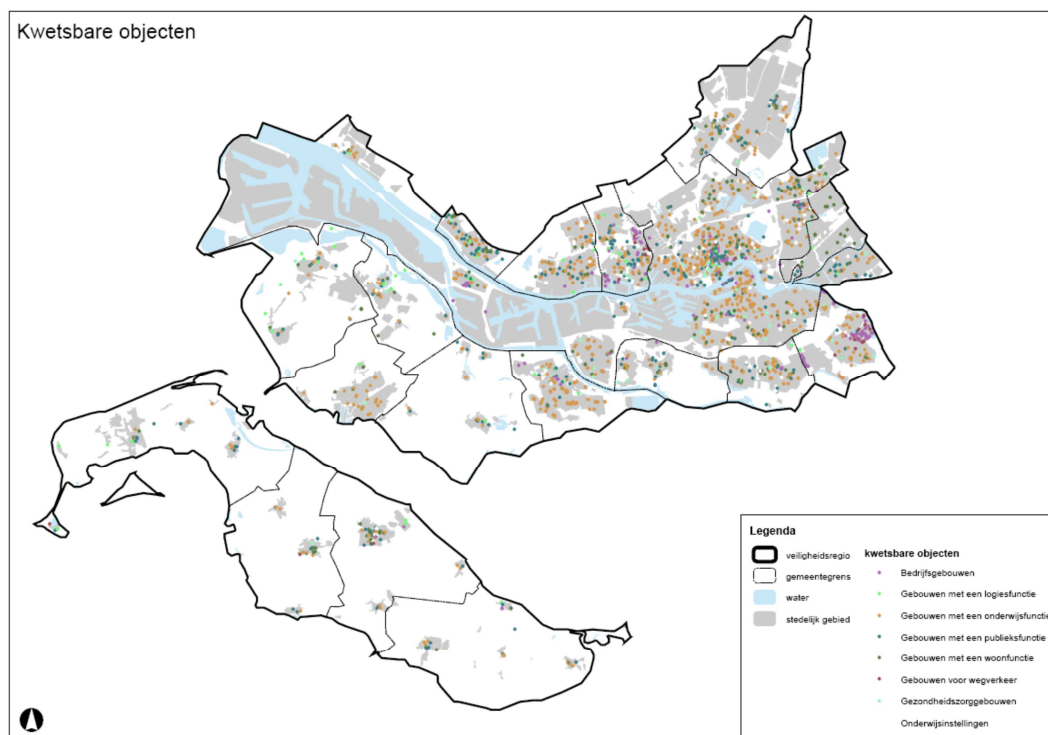 Kwetsbare objecten
Legenda
veiligheidsregio
gemeentegrens
water
stedelijk gebied
kwetsbare objecten
Bedrijfsgebouwen
Gebouwen met een logiesfunctie
Gebouwen met een onderwijsfunctie
Gebouwen met een publieksfunctie
Gebouwen met een woonfunctie
Gebouwen voor wegverkeer
Gezondheidszorggebouwen
Onderwijsinstellingen